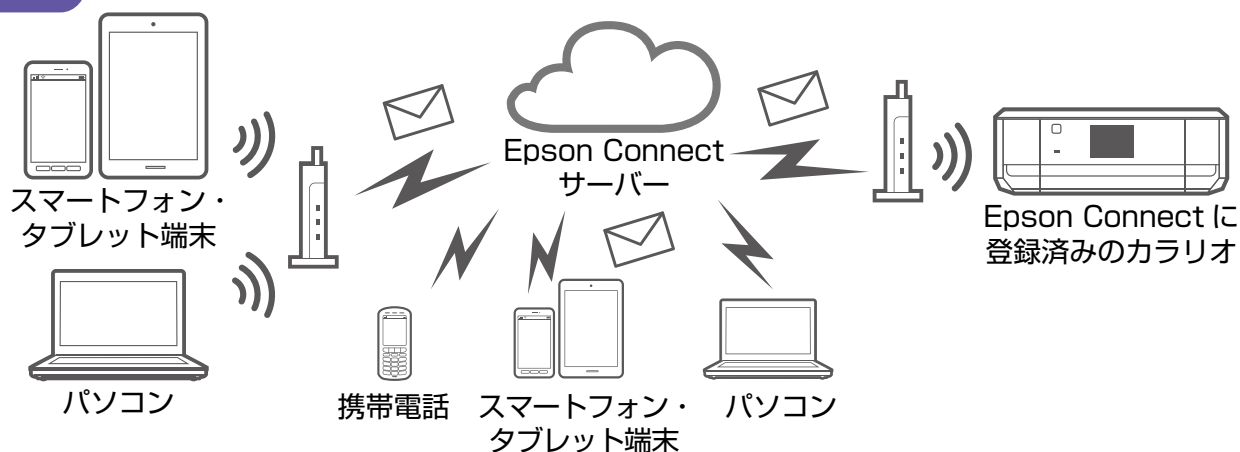 Epson Connect
サーバー
スマートフォン・
タブレット端末
Epson Connect に
登録済みのカラリオ
パソコン
携帯電話
スマートフォン・
タブレット端末
パソコン